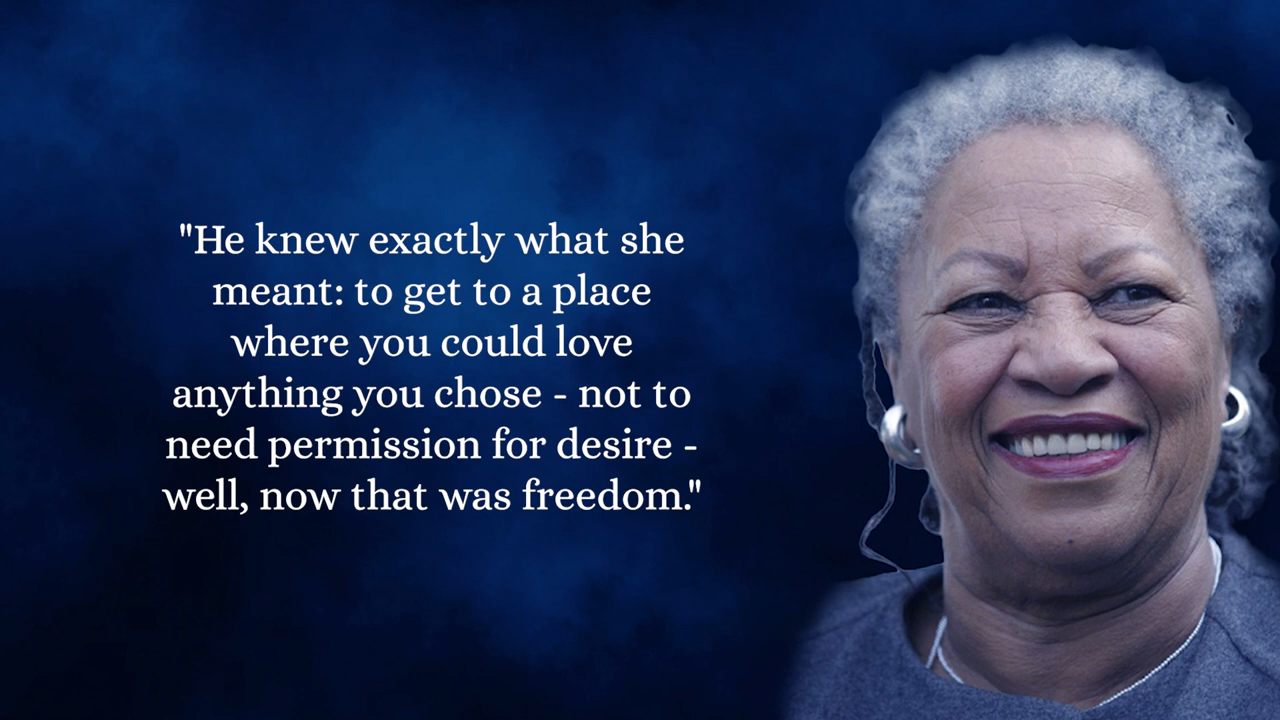 "He knew exactly what she
meant: to get to a place
where you could love
anything you chose - not to
need permission for desire -
well, now that was freedom."